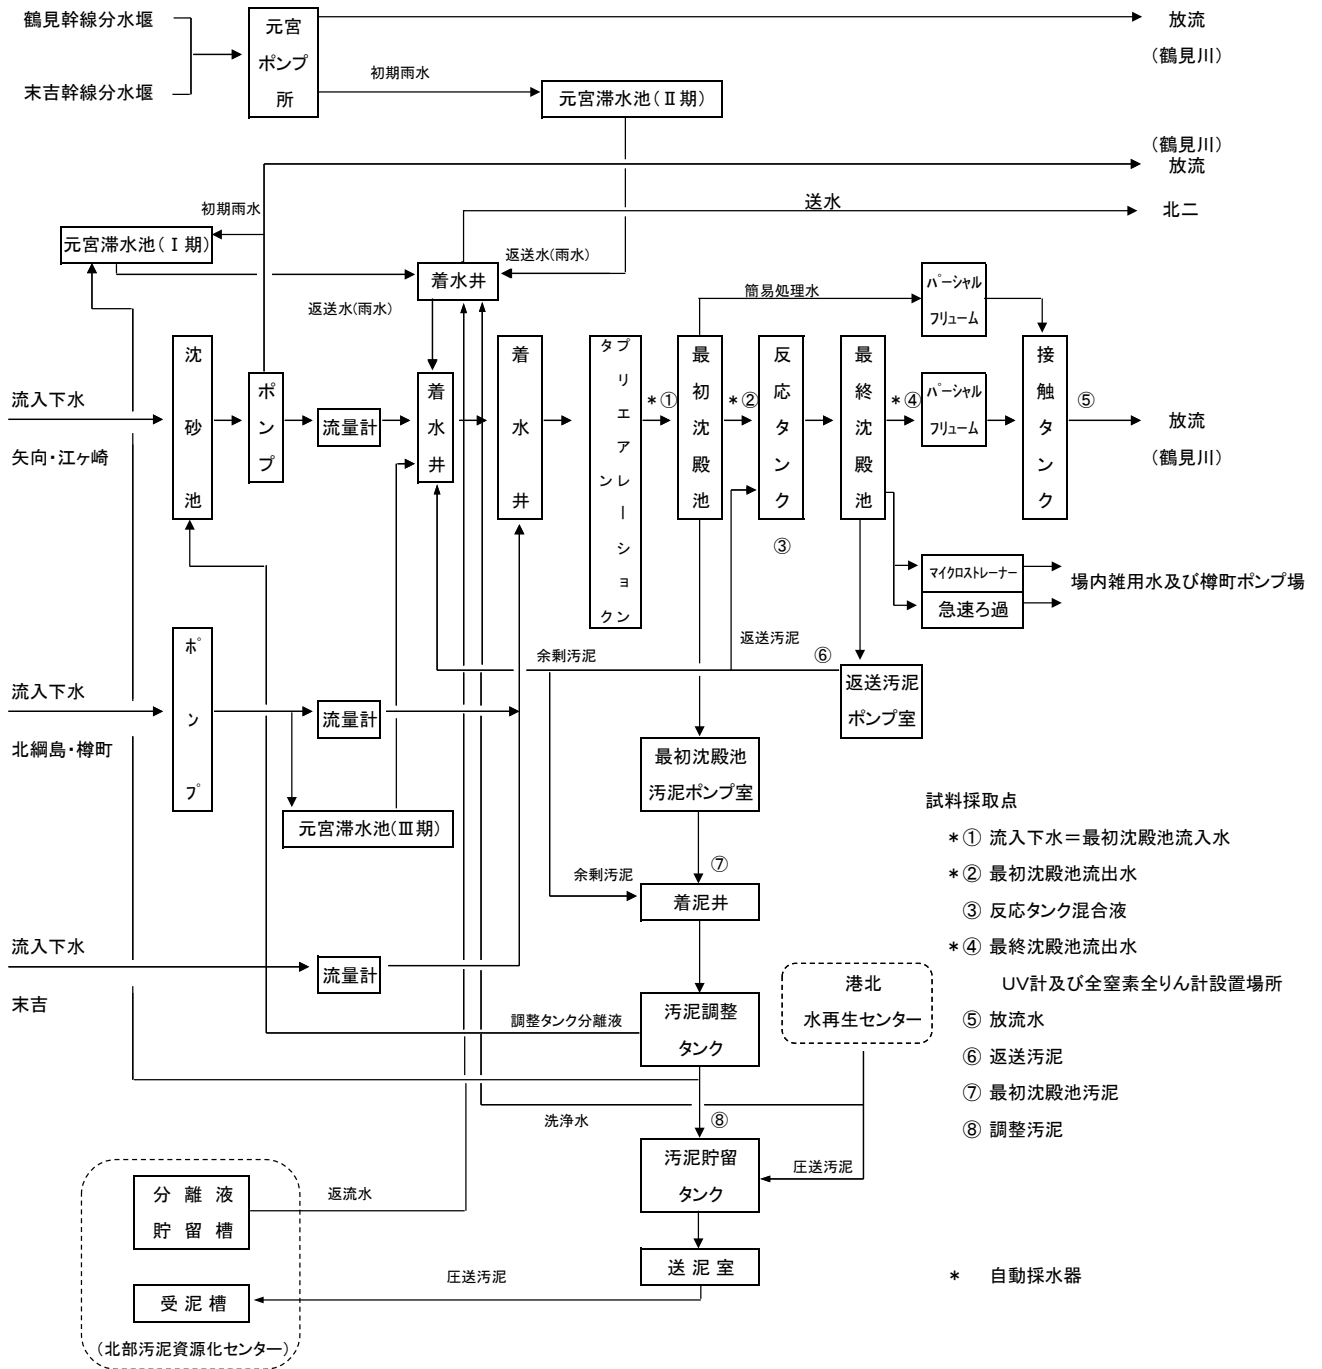 鶴見幹線分水堰
末吉幹線分水堰
元宮
ポンプ
所
放流
(鶴見川)
初期雨水
元宮滞水池(Ⅱ期)
(鶴見川)
放流
送水
北二
初期雨水
元宮滞水池(Ⅰ期)
返送水(雨水)
着水井
返送水(雨水)
簡易処理水
パーシャル
フリューム
流入下水
矢向・江ヶ崎
沈砂池
ポンプ
流量計
着水井
着水井
プリエアレーション
タンク
*①
最初沈殿池
*②
反応タンク
③
最終沈殿池
*④
パーシャル
フリューム
接触タンク
⑤
放流
(鶴見川)
マイクロストレーナー
急速ろ過
場内雑用水及び樽町ポンプ場
返送汚泥
余剰汚泥
⑥
返送汚泥
ポンプ室
流入下水
北綱島・樽町
ポンプ
流量計
元宮滞水池(Ⅲ期)
最初沈殿池
汚泥ポンプ室
⑦
余剰汚泥
着泥井
流入下水
末吉
流量計
調整タンク分離液
汚泥調整
タンク
港北
水再生センター
洗浄水
⑧
汚泥貯留
タンク
圧送汚泥
分離液
貯留槽
返流水
送泥室
圧送汚泥
受泥槽
(北部汚泥資源化センター)
試料採取点
*① 流入下水=最初沈殿池流入水
*② 最初沈殿池流出水
③ 反応タンク混合液
*④ 最終沈殿池流出水
UV計及び全窒素全りん計設置場所
⑤ 放流水
⑥ 返送汚泥
⑦ 最初沈殿池汚泥
⑧ 調整汚泥
* 自動採水器